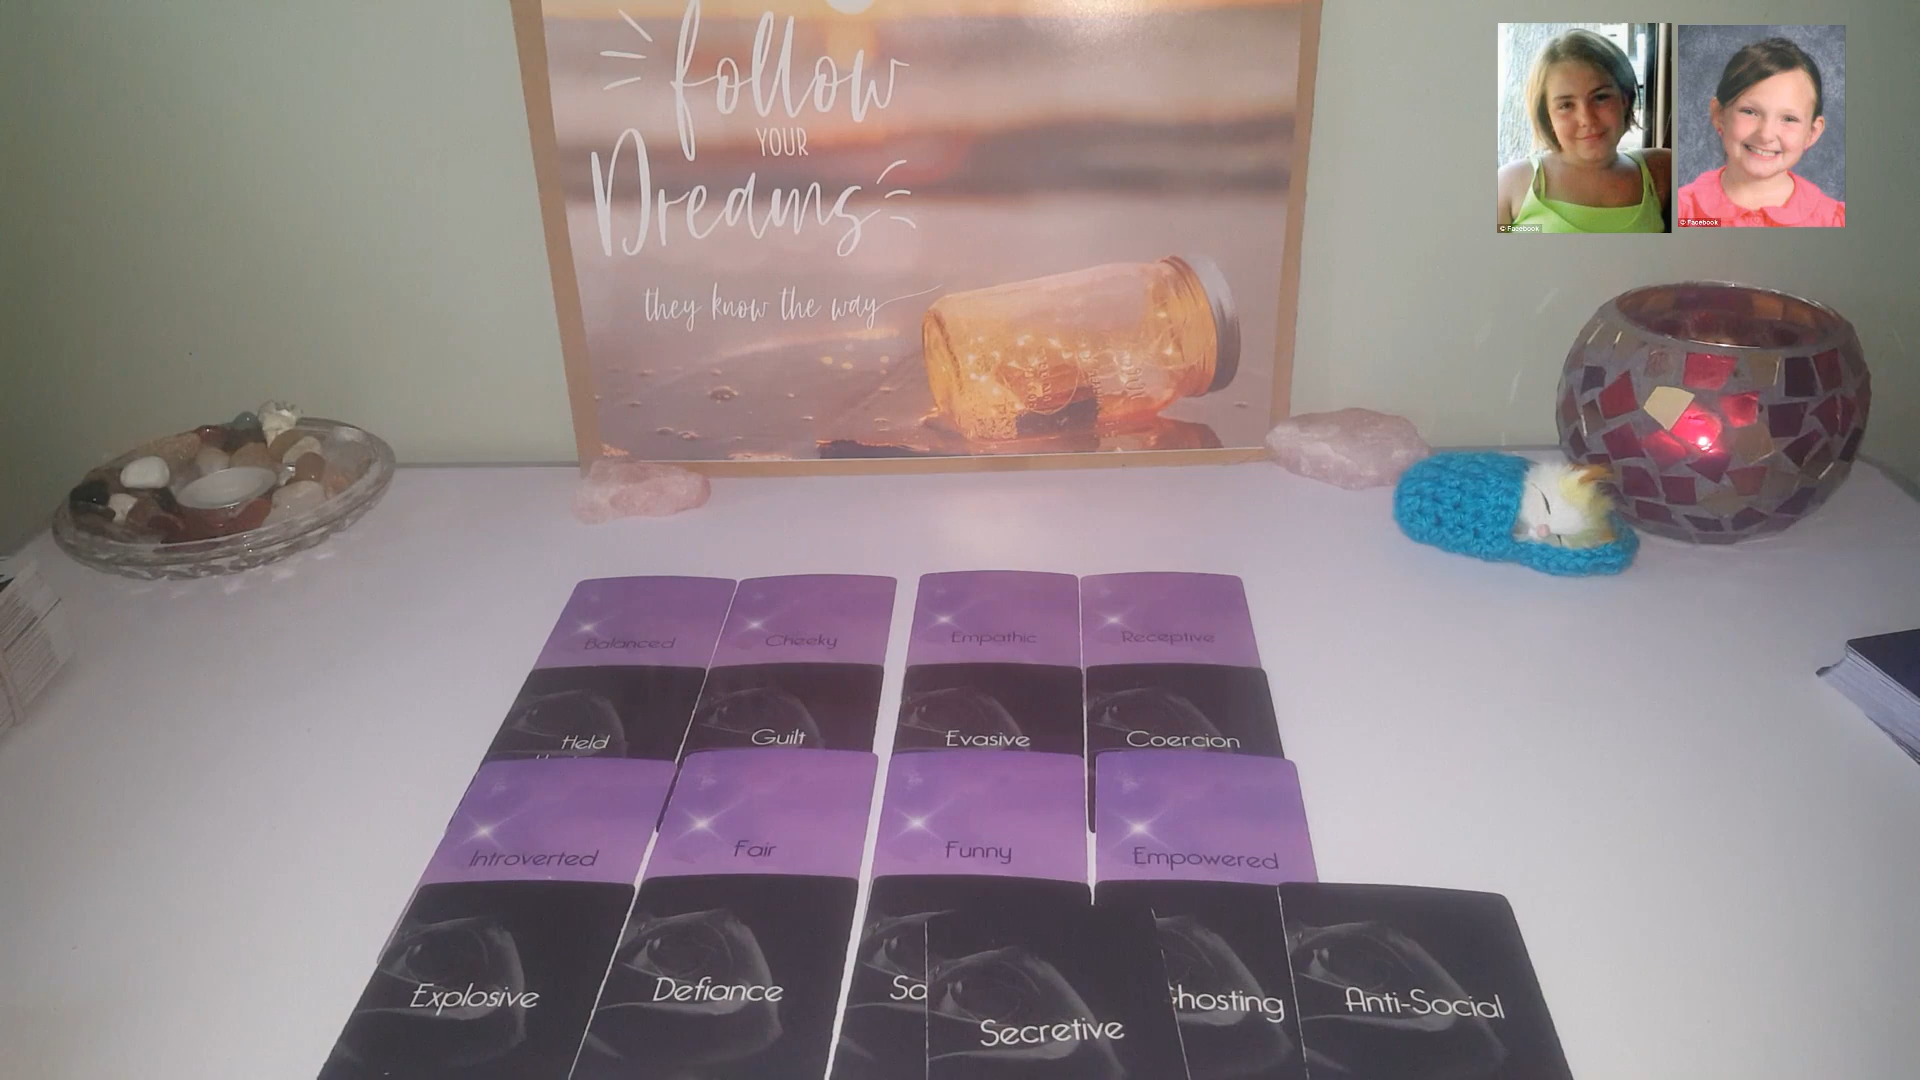 follow
YOUR
Dreams
they know the way
© Facebook
© Facebook
Balanced
Cheeky
Empathic
Receptive
Held
Guilt
Evasive
Coercion
Introverted
Fair
Funny
Empowered
Explosive
Defiance
Secretive
hosting
Anti-Social